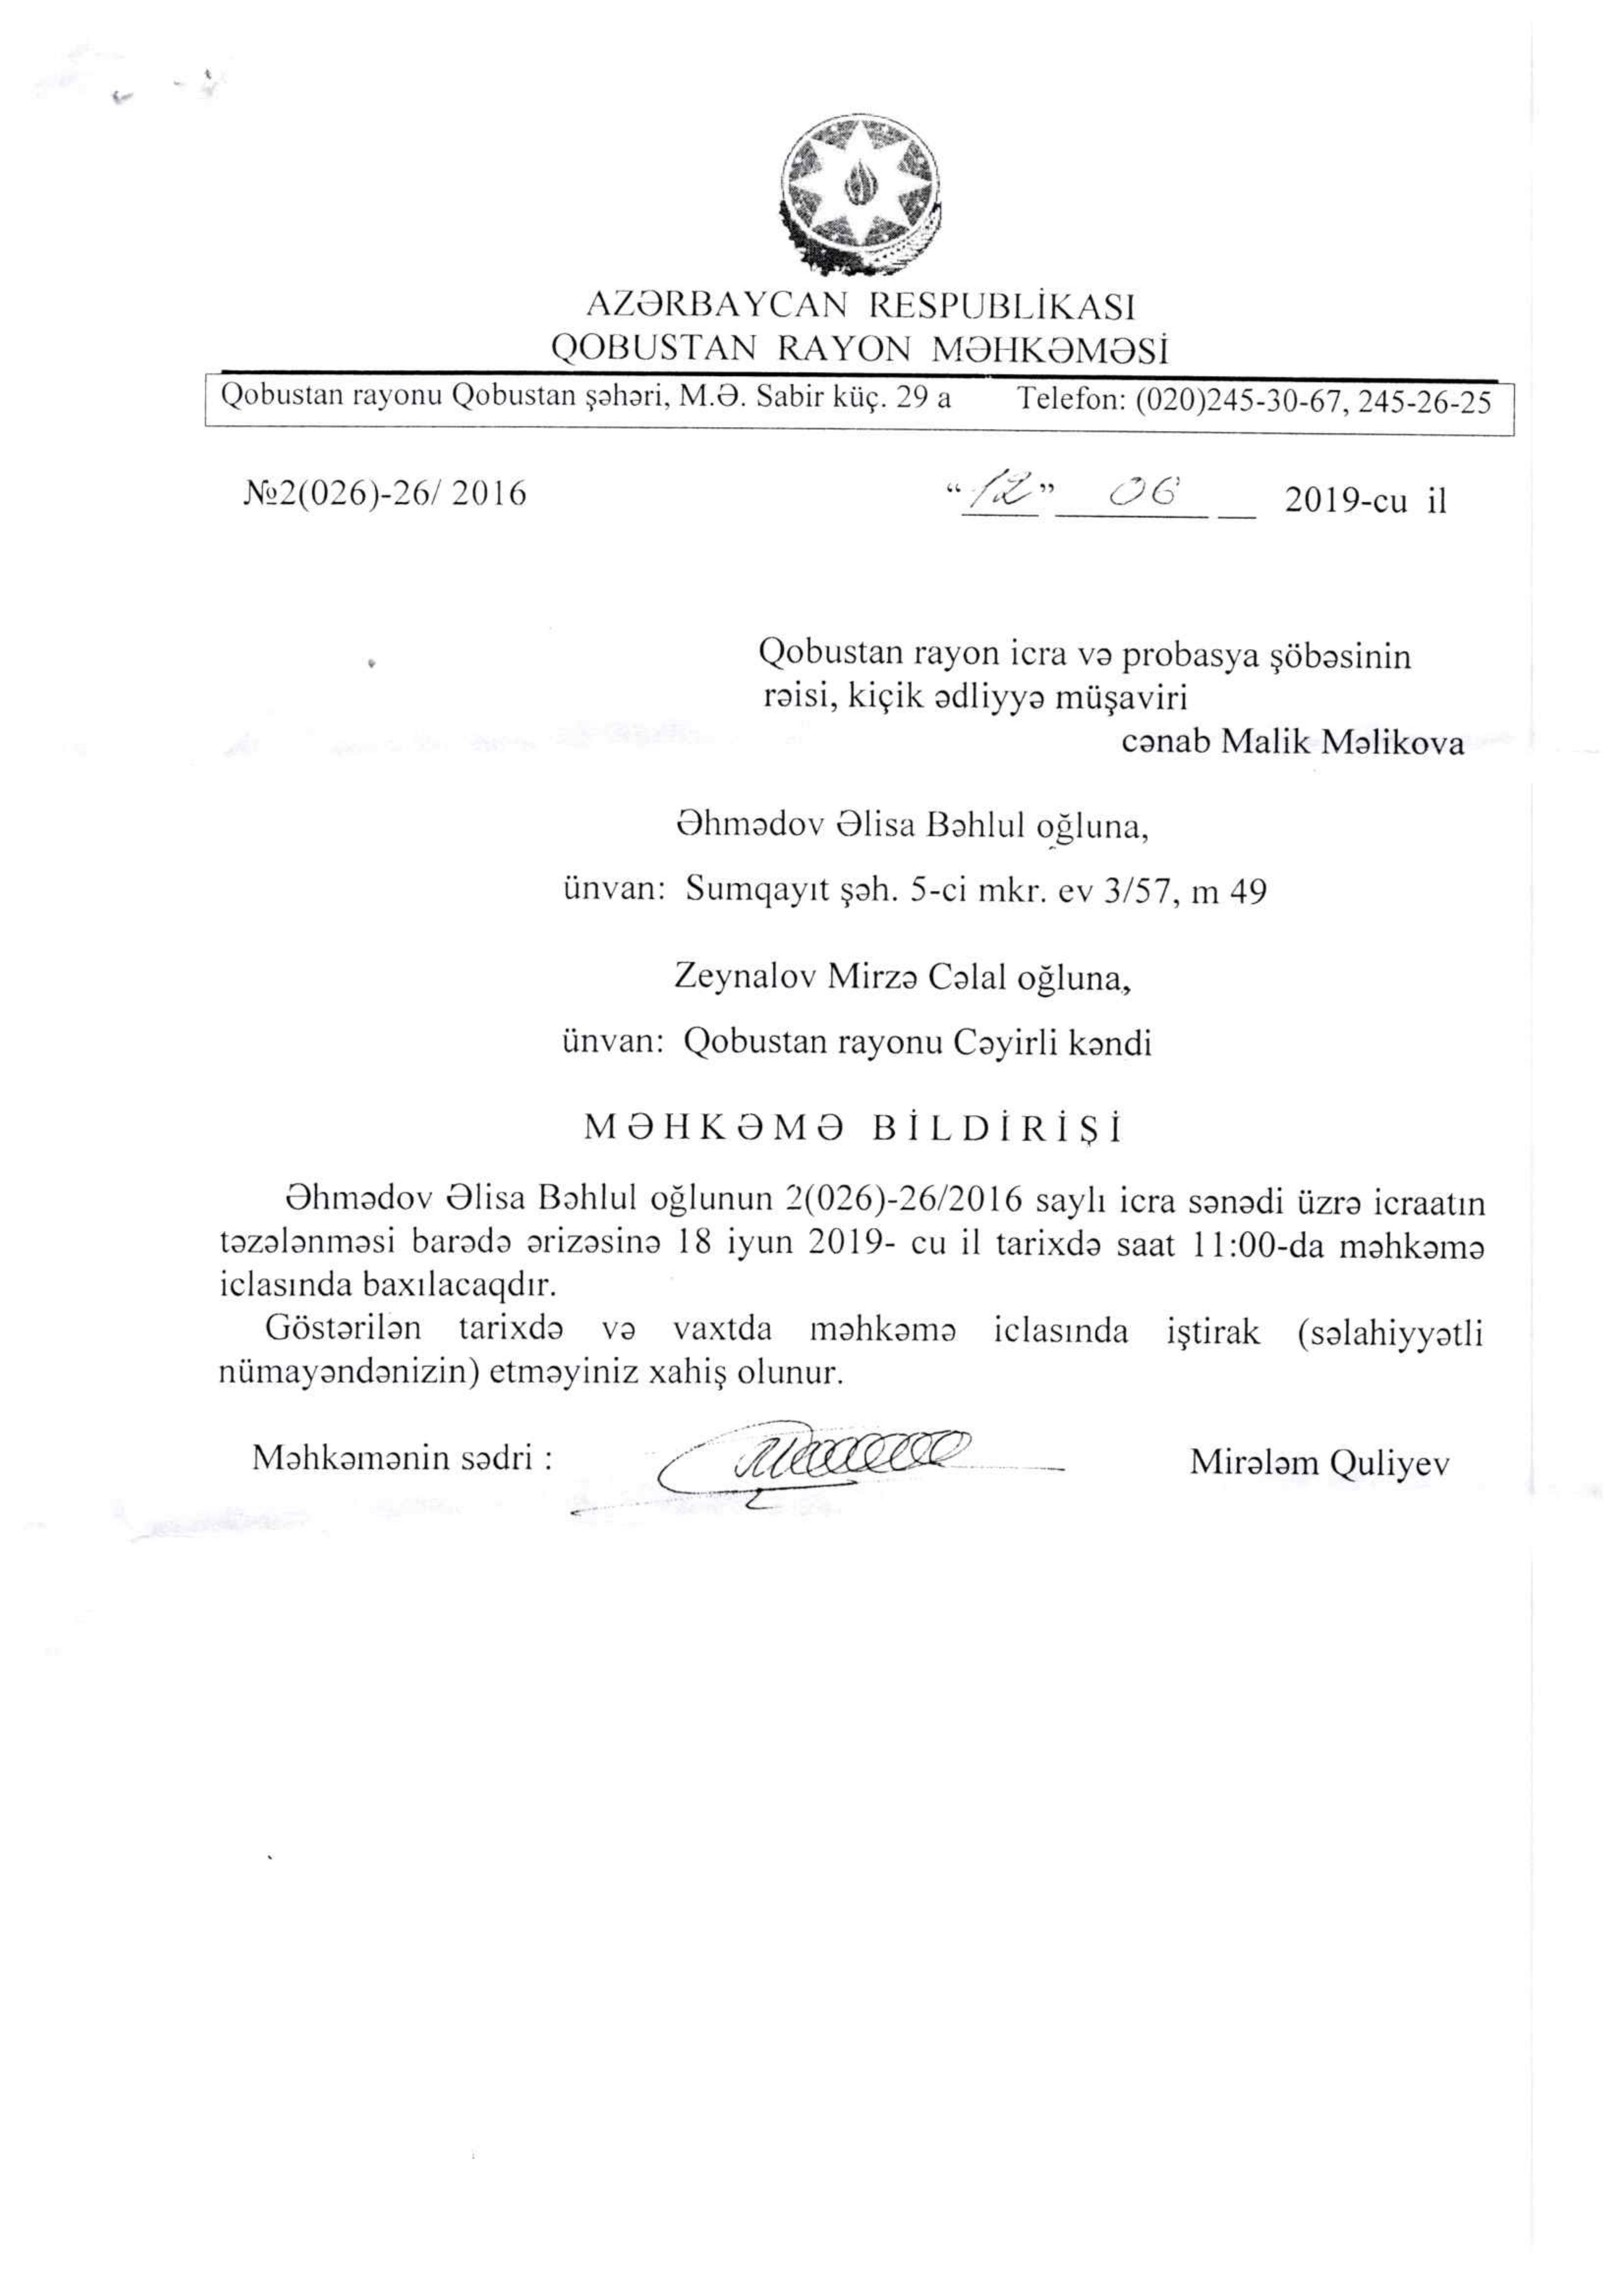 AZƏRBAYCAN RESPUBLİKASI
QOBUSTAN RAYON MƏHKƏMƏSİ
Qobustan rayonu Qobustan şəhəri, M.Ə. Sabir küç. 29 a Telefon: (020)245-30-67, 245-26-25
№2(026)-26/ 2016 “12” 06 2019-cu il
Qobustan rayon icra və probasya şöbəsinin
rəisi, kiçik ədliyyə müşaviri
cənab Malik Məlikova
Əhmədov Əlisa Bəhlul oğluna,
ünvan: Sumqayıt şəh. 5-ci mkr. ev 3/57, m 49
Zeynalov Mirzə Cəlal oğluna,
ünvan: Qobustan rayonu Cəyirli kəndi
MƏHKƏMƏ BİLDİRİŞİ
Əhmədov Əlisa Bəhlul oğlunun 2(026)-26/2016 saylı icra sənədi üzrə icraatın
təzələnməsi barədə ərizəsinə 18 iyun 2019- cu il tarixdə saat 11:00-da məhkəmə
iclasında baxılacaqdır.
Göstərilən tarixdə və vaxtda məhkəmə iclasında iştirak (səlahiyyətli
nümayəndənizin) etməyiniz xahiş olunur.
Məhkəmənin sədri : Mirələm Quliyev